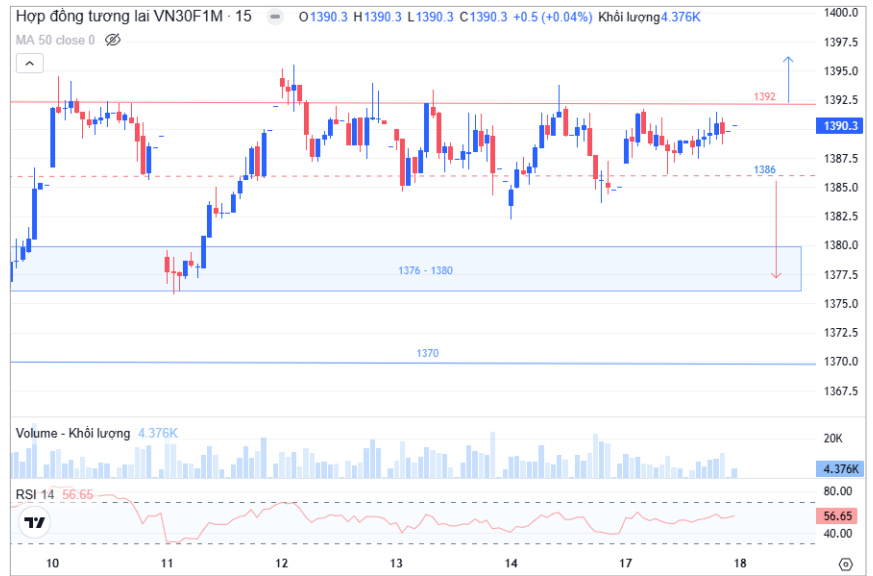 Hợp đồng tương lai VN30F1M · 15 O1390.3 H1390.3 L1390.3 C1390.3 +0.5 (+0.04%) Khối lượng4.376K
MA 50 close 0
1400.0
1397.5
1395.0
1392
1392.5
1390.3
1387.5
1386
1385.0
1382.5
1380.0
1376 - 1380
1377.5
1375.0
1372.5
1370
1370.0
1367.5
Volume - Khối lượng 4.376K
20K
4.376K
RSI 14 56.65
80.00
56.65
40.00
10 11 12 13 14 17 18